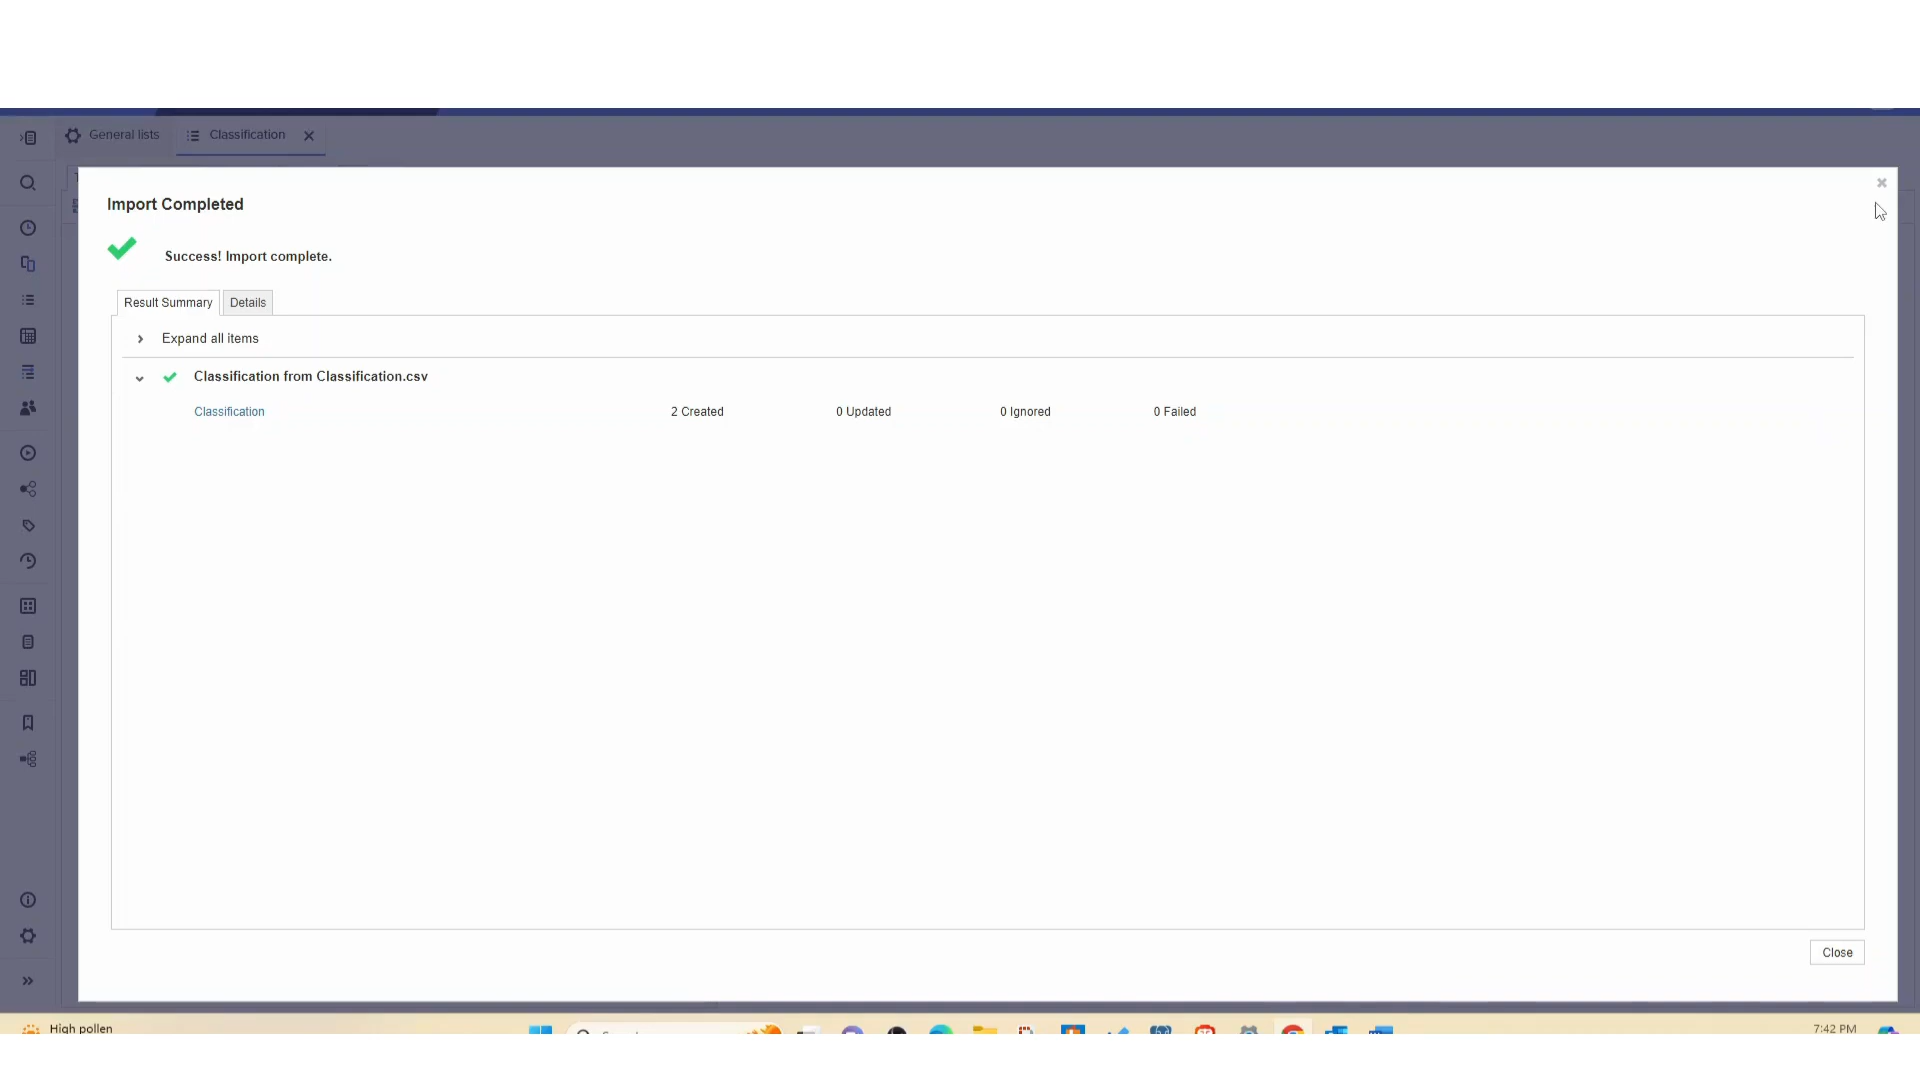 General lists
Classification
Import Completed
Success! Import complete.
Result Summary
Details
Expand all items
Classification from Classification.csv
Classification 2 Created 0 Updated 0 Ignored 0 Failed
Close
High pollen
7:42 PM